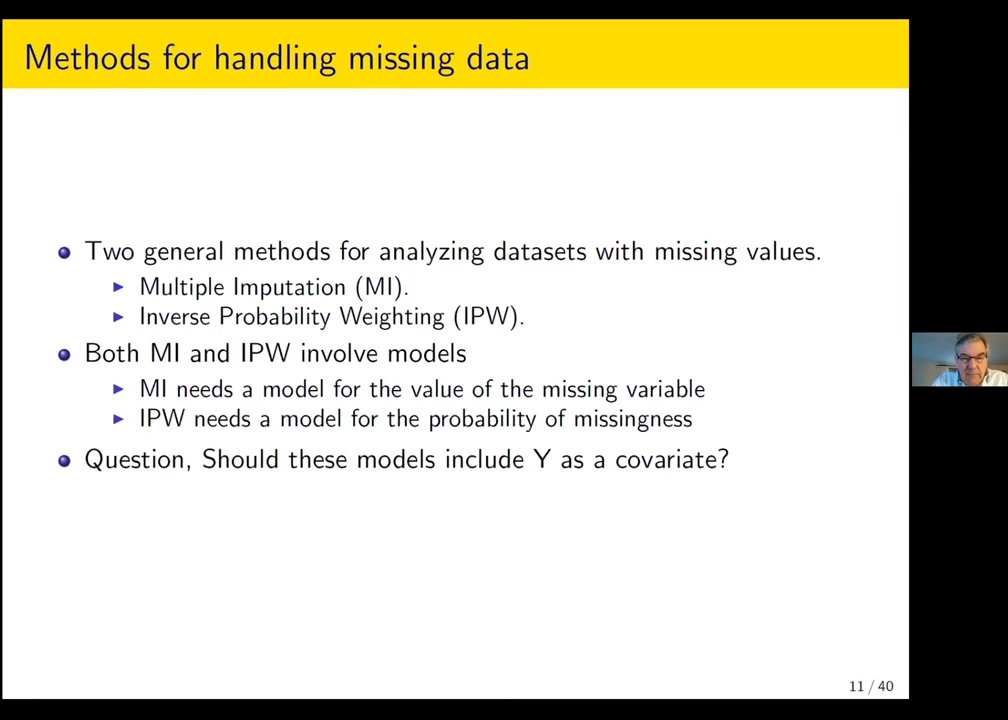 Methods for handling missing data
Two general methods for analyzing datasets with missing values.
Multiple Imputation (MI).
Inverse Probability Weighting (IPW).
Both MI and IPW involve models
MI needs a model for the value of the missing variable
IPW needs a model for the probability of missingness
Question, Should these models include Y as a covariate?
11 / 40